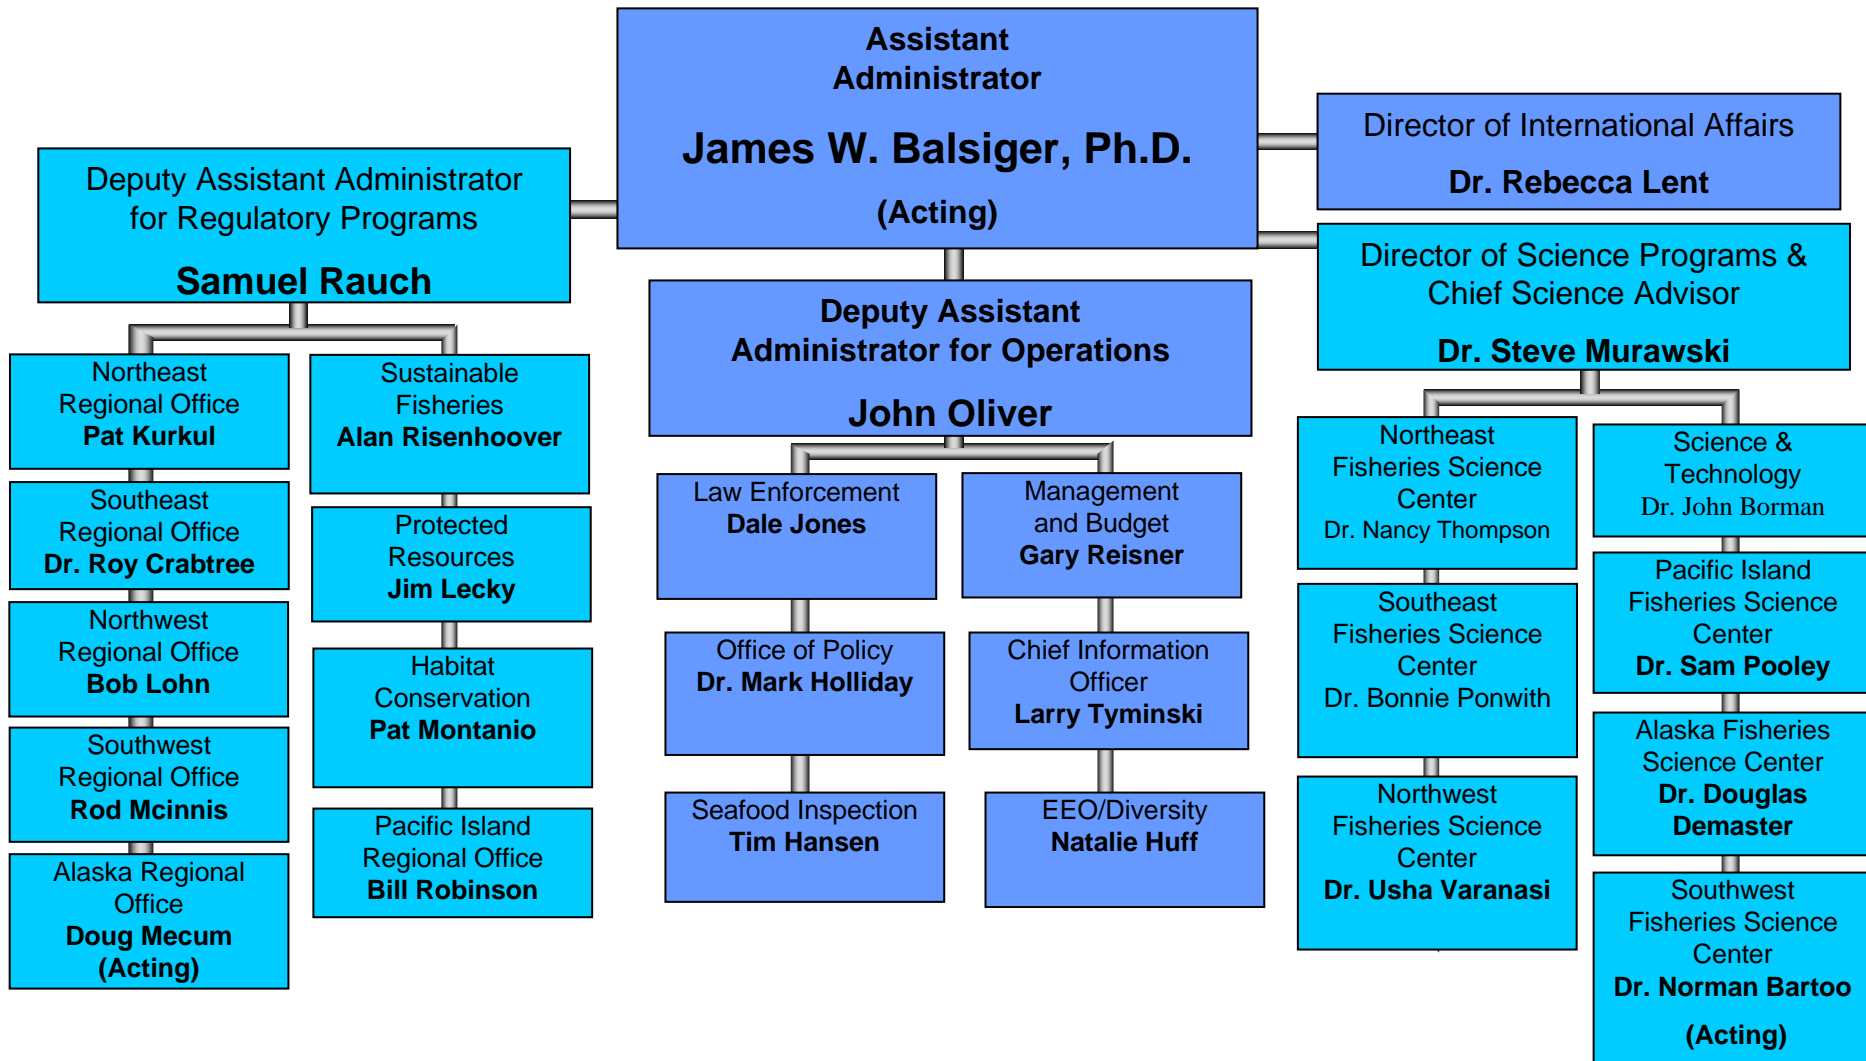 Assistant
Administrator
James W. Balsiger, Ph.D.
(Acting)
Director of International Affairs
Dr. Rebecca Lent
Deputy Assistant Administrator
for Regulatory Programs
Samuel Rauch
Director of Science Programs &
Chief Science Advisor
Dr. Steve Murawski
Deputy Assistant
Administrator for Operations
John Oliver
Northeast
Regional Office
Pat Kurkul
Southeast
Regional Office
Dr. Roy Crabtree
Northwest
Regional Office
Bob Lohn
Southwest
Regional Office
Rod Mcinnis
Alaska Regional
Office
Doug Mecum
(Acting)
Sustainable
Fisheries
Alan Risenhoover
Protected
Resources
Jim Lecky
Habitat
Conservation
Pat Montanio
Pacific Island
Regional Office
Bill Robinson
Law Enforcement
Dale Jones
Office of Policy
Dr. Mark Holliday
Seafood Inspection
Tim Hansen
Management
and Budget
Gary Reisner
Chief Information
Officer
Larry Tyminski
EEO/Diversity
Natalie Huff
Northeast
Fisheries Science
Center
Dr. Nancy Thompson
Southeast
Fisheries Science
Center
Dr. Bonnie Ponwith
Northwest
Fisheries Science
Center
Dr. Usha Varanasi
Science &
Technology
Dr. John Borman
Pacific Island
Fisheries Science
Center
Dr. Sam Pooley
Alaska Fisheries
Science Center
Dr. Douglas
Demaster
Southwest
Fisheries Science
Center
Dr. Norman Bartoo
(Acting)